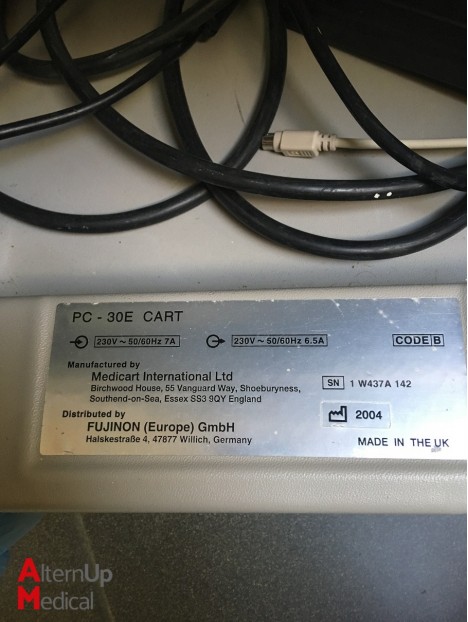 PC - 30E CART
230V ~ 50/60Hz 7A
230V ~ 50/60Hz 6.5A
CODE B
Manufactured by
Medicart International Ltd
Birchwood House, 55 Vanguard Way, Shoeburyness,
Southend-on-Sea, Essex SS3 9QY England
SN 1 W437A 142
Distributed by
FUJINON (Europe) GmbH
Halskestraße 4, 47877 Willich, Germany
2004
MADE IN THE UK
AlternUp
Medical